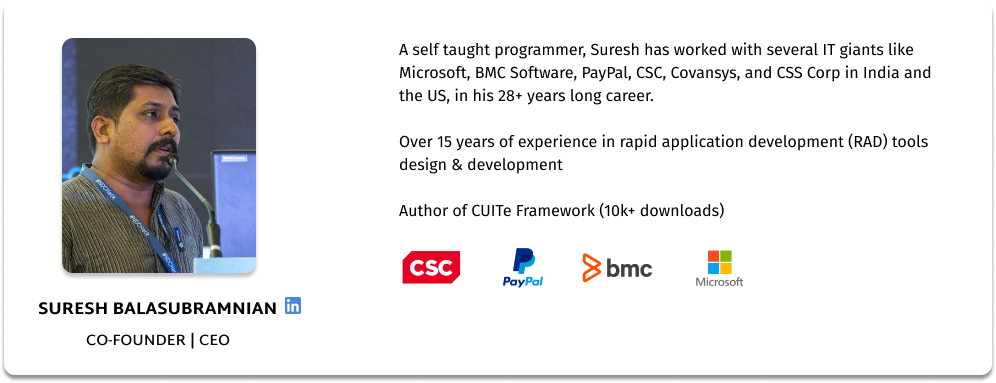 A self taught programmer, Suresh has worked with several IT giants like
Microsoft, BMC Software, PayPal, CSC, Covansys, and CSS Corp in India and
the US, in his 28+ years long career.
Over 15 years of experience in rapid application development (RAD) tools
design & development
Author of CUITe Framework (10k+ downloads)
CSC
PayPal
bmc
Microsoft
SURESH BALASUBRAMNIAN in
CO-FOUNDER | CEO